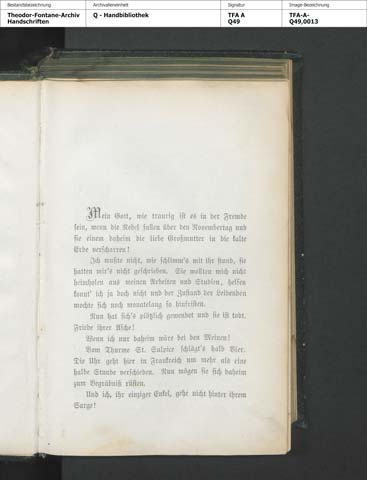 Bestandsbezeichnung
Theodor-Fontane-Archiv
Handschriften
Archivalieneinheit
Q - Handbibliothek
Signatur
TFA A
Q49
Image-Bezeichnung
TFA-A-
Q49,0013
Mein Gott, wie traurig ist es in der Fremde
sein, wenn die Nebel fallen über den Novembertag und
sie einem daheim die liebe Großmutter in die kalte
Erde verscharren!
Ich wußte nicht, wie schlimm's mit ihr stand, sie
hatten mir's nicht geschrieben. Sie wollten mich nicht
heimholen aus meinen Arbeiten und Studien, helfen
konnt' ich ja doch nicht und der Zustand der Leidenden
mochte sich noch monatelang so hinfristen.
Nun hat sich's plötzlich gewendet und sie ist todt.
Friede ihrer Asche!
Wenn ich nur daheim wäre bei den Meinen!
Vom Thurme St. Sulpice schlägt's halb Vier.
Die Uhr geht hier in Frankreich um mehr als eine
halbe Stunde verschieden. Nun mögen sie sich daheim
zum Begräbniß rüsten.
Und ich, ihr einziger Enkel, gehe nicht hinter ihrem
Sarge!